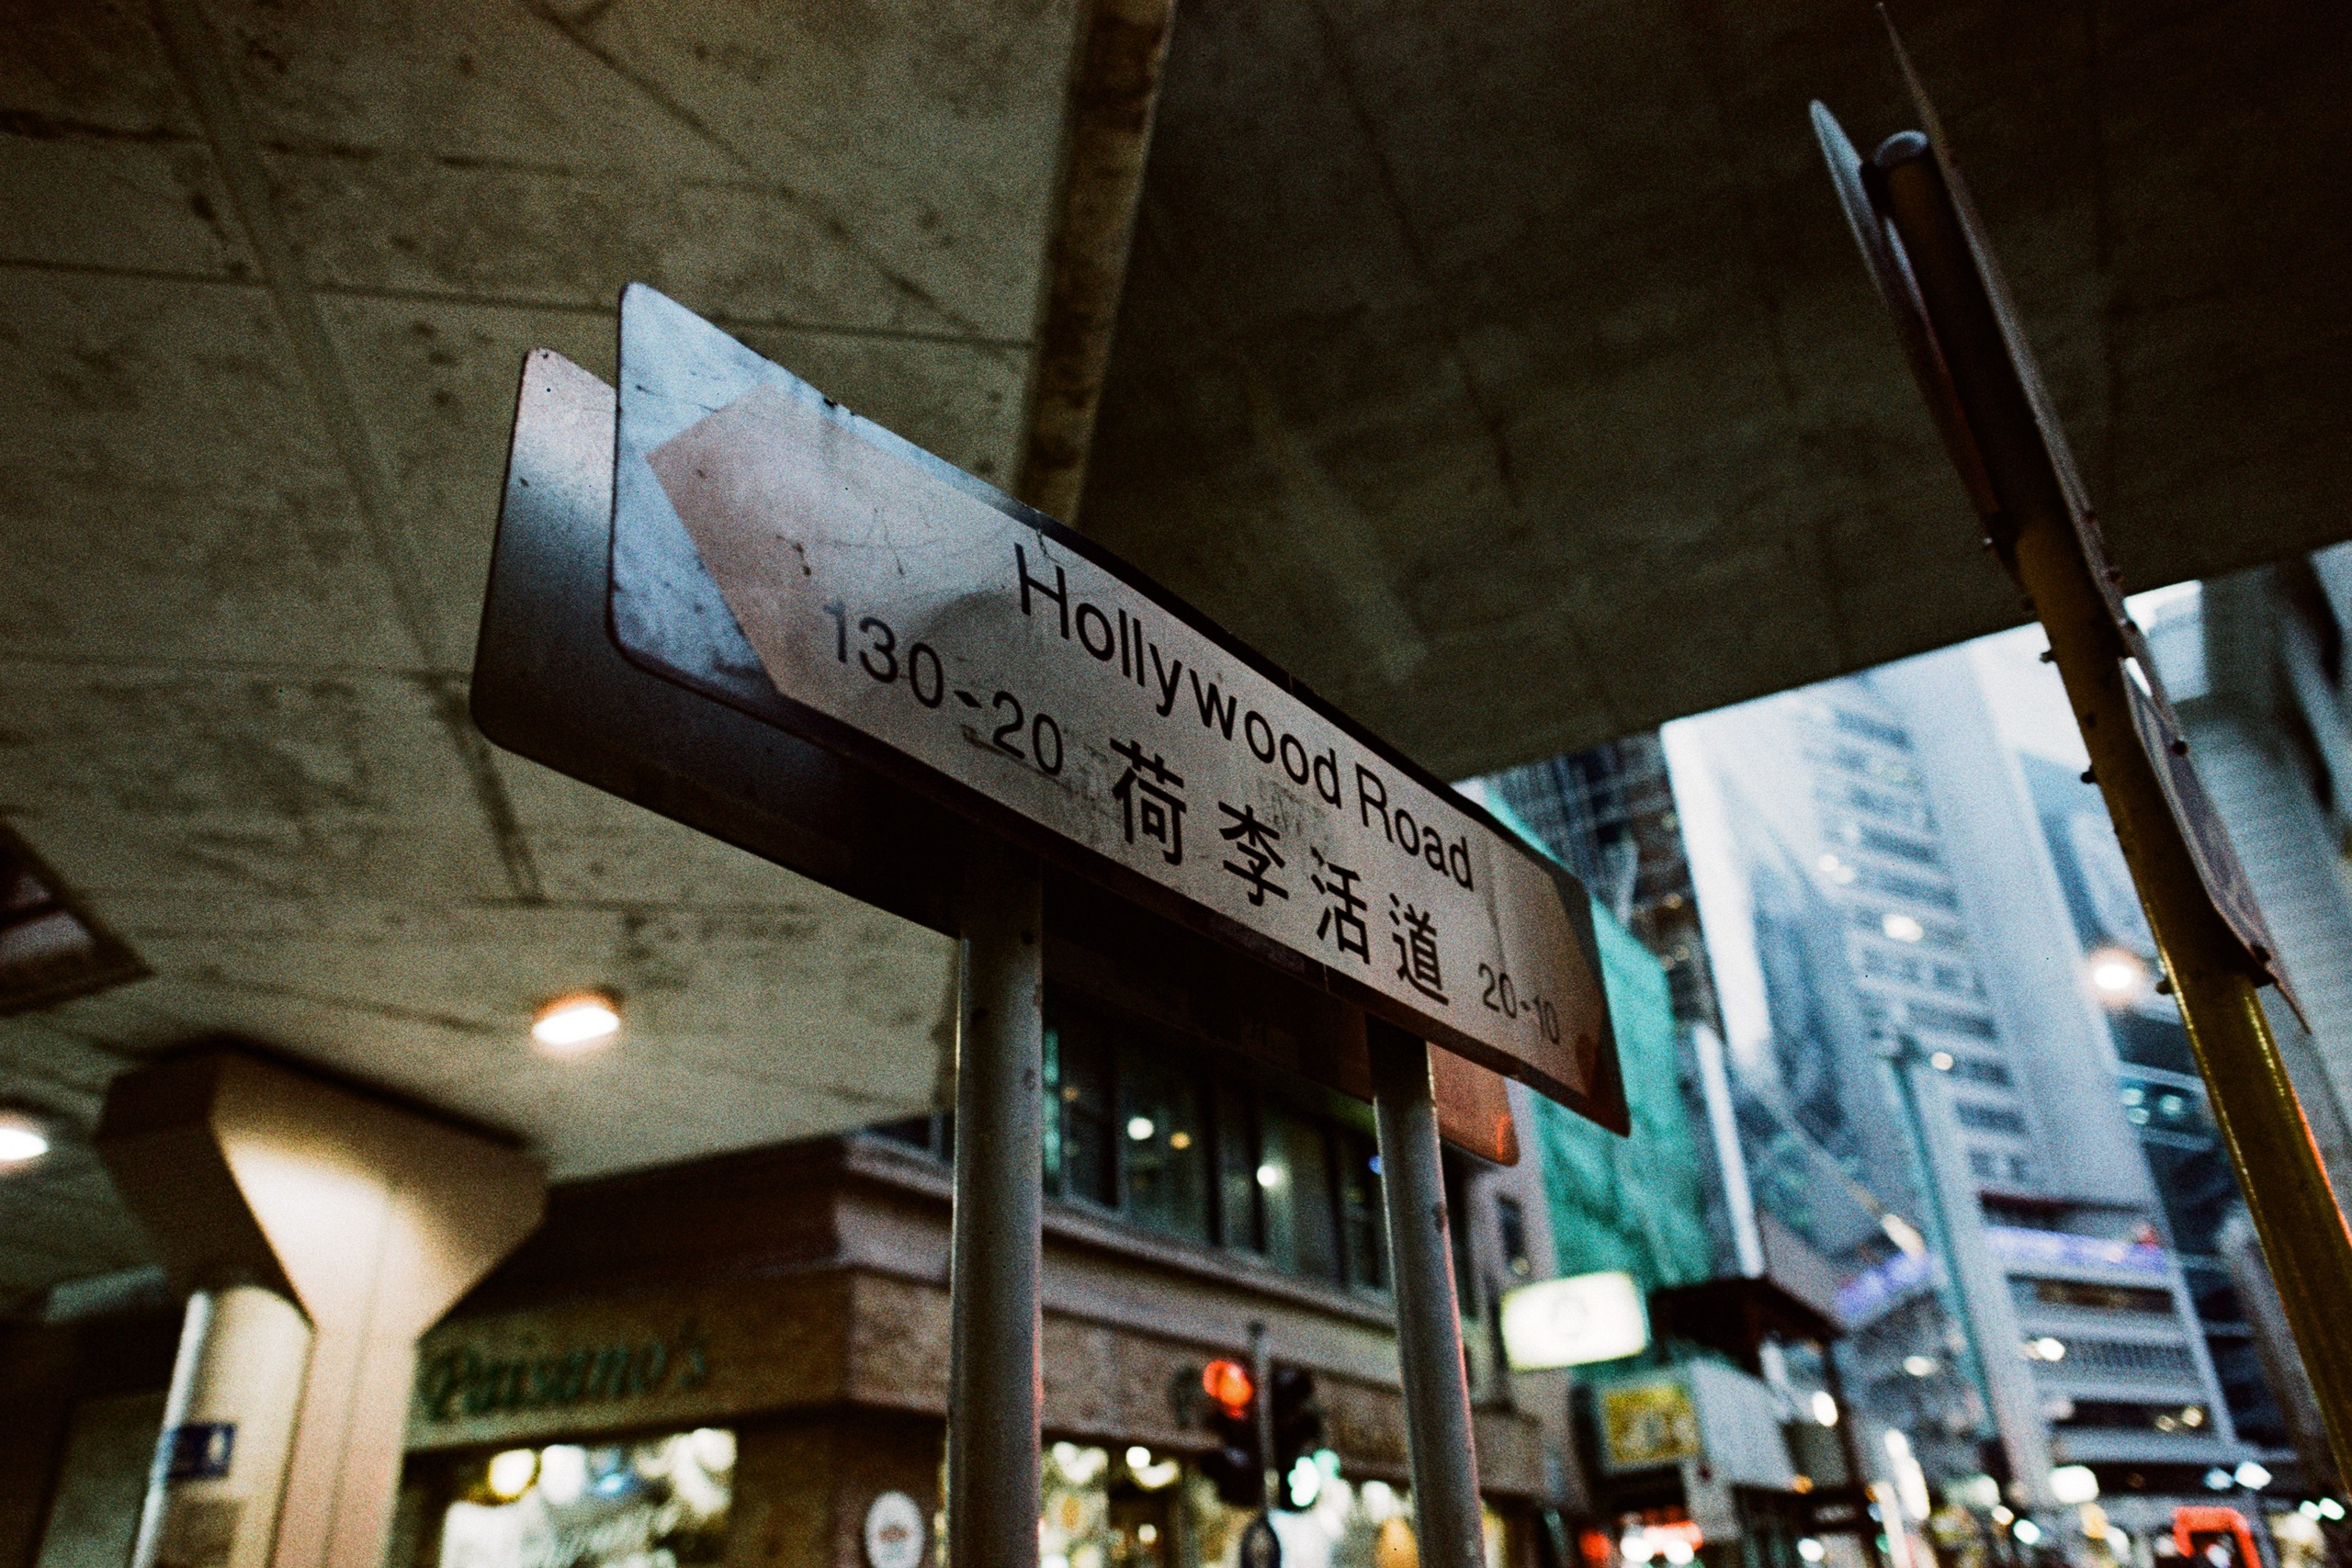 Hollywood Road
130-20 荷李活道 20-10
Paisano's